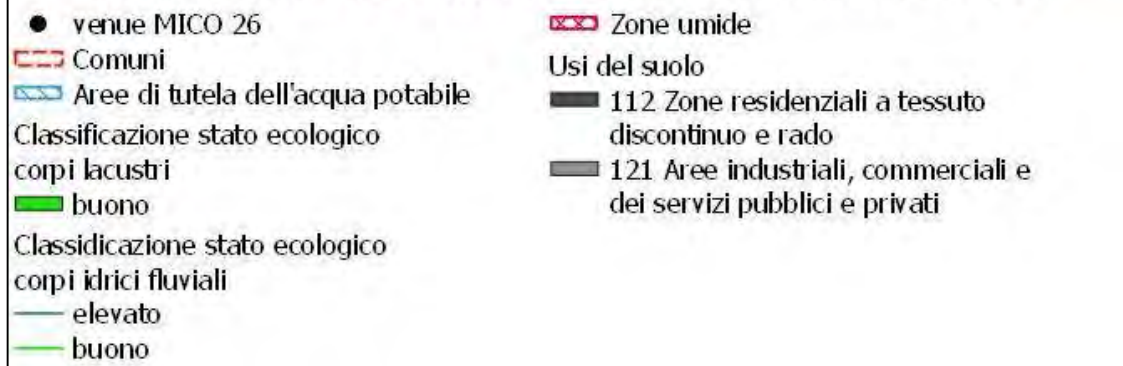 venue MICO 26
Comuni
Aree di tutela dell'acqua potabile
Classificazione stato ecologico
corpi lacustri
buono
Classidicazione stato ecologico
corpi idrici fluviali
elevato
buono
Zone umide
Usi del suolo
112 Zone residenziali a tessuto
discontinuo e rado
121 Aree industriali, commerciali e
dei servizi pubblici e privati